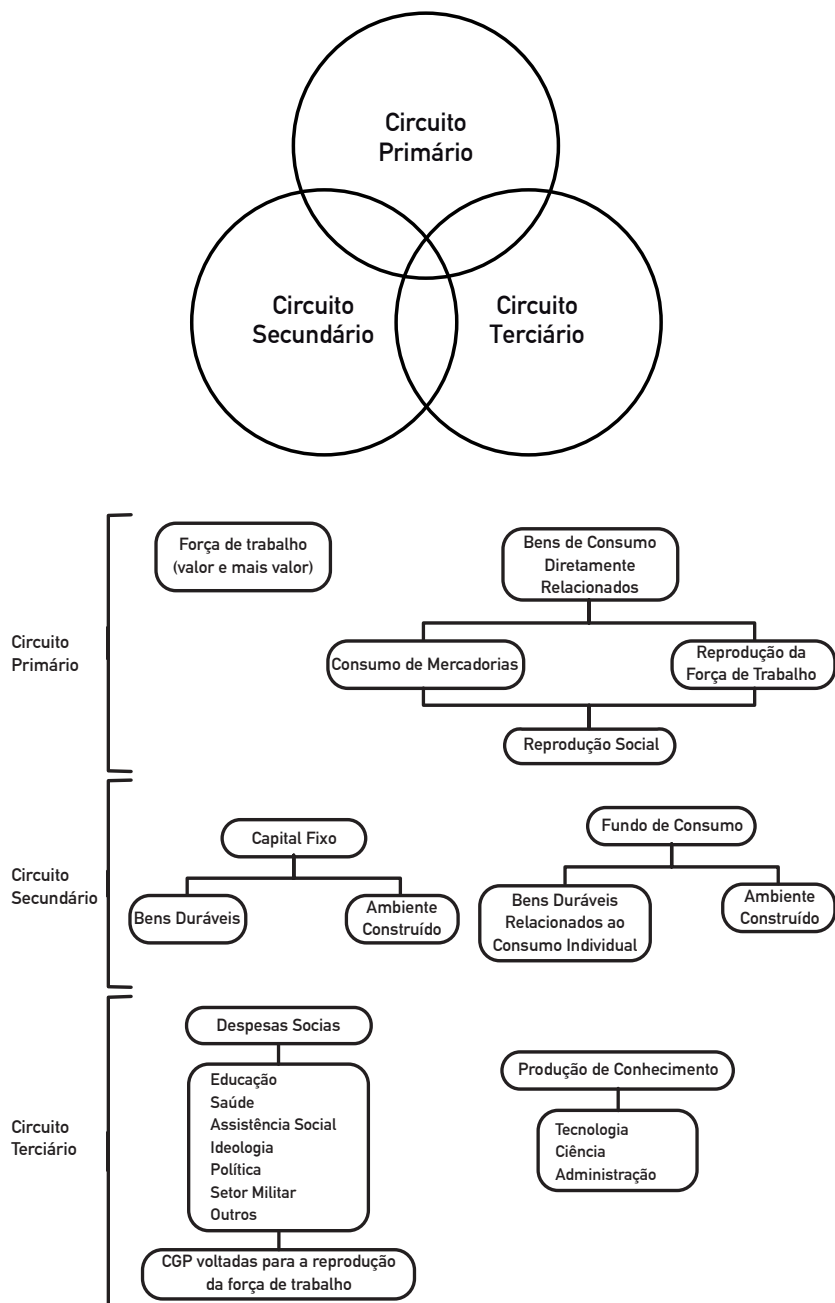 Circuito
Primário
Circuito
Secundário
Circuito
Terciário
Circuito
Primário
Força de trabalho
(valor e mais valor)
Bens de Consumo
Diretamente
Relacionados
Consumo de Mercadorias
Reprodução da
Força de Trabalho
Reprodução Social
Circuito
Secundário
Capital Fixo
Bens Duráveis
Ambiente
Construído
Fundo de Consumo
Bens Duráveis
Relacionados ao
Consumo Individual
Ambiente
Construído
Circuito
Terciário
Despesas Socias
Educação
Saúde
Assistência Social
Ideologia
Política
Setor Militar
Outros
CGP voltadas para a reprodução
da força de trabalho
Produção de Conhecimento
Tecnologia
Ciência
Administração